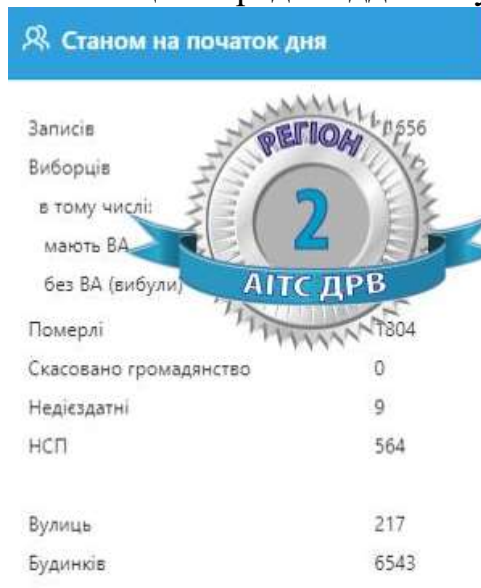 Станом на початок дня
Записів
Виборців
в тому числі:
мають ВА
без ВА (вибули)
Померлі 1804
Скасовано громадянство 0
Недієздатні 9
НСП 564
Вулиць 217
Будинків 6543
РЕГІОН
2
АІТС ДРВ